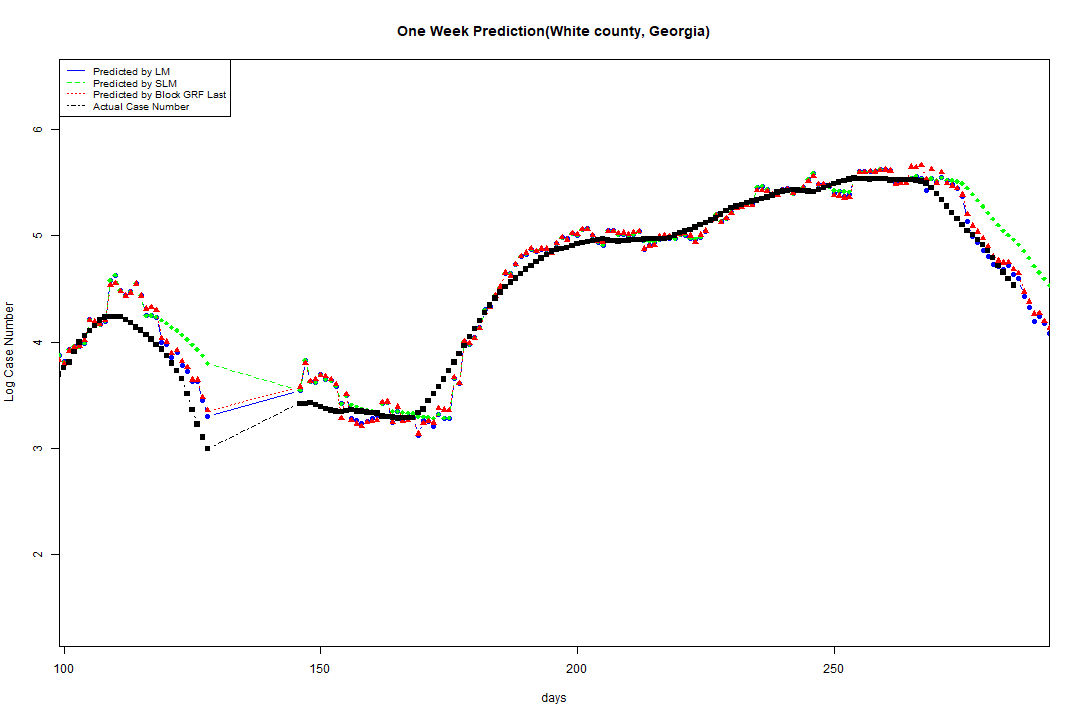 One Week Prediction(White county, Georgia)
Predicted by LM
Predicted by SLM
Predicted by Block GRF Last
Actual Case Number
6
5
4
3
2
Log Case Number
100 150 200 250
days